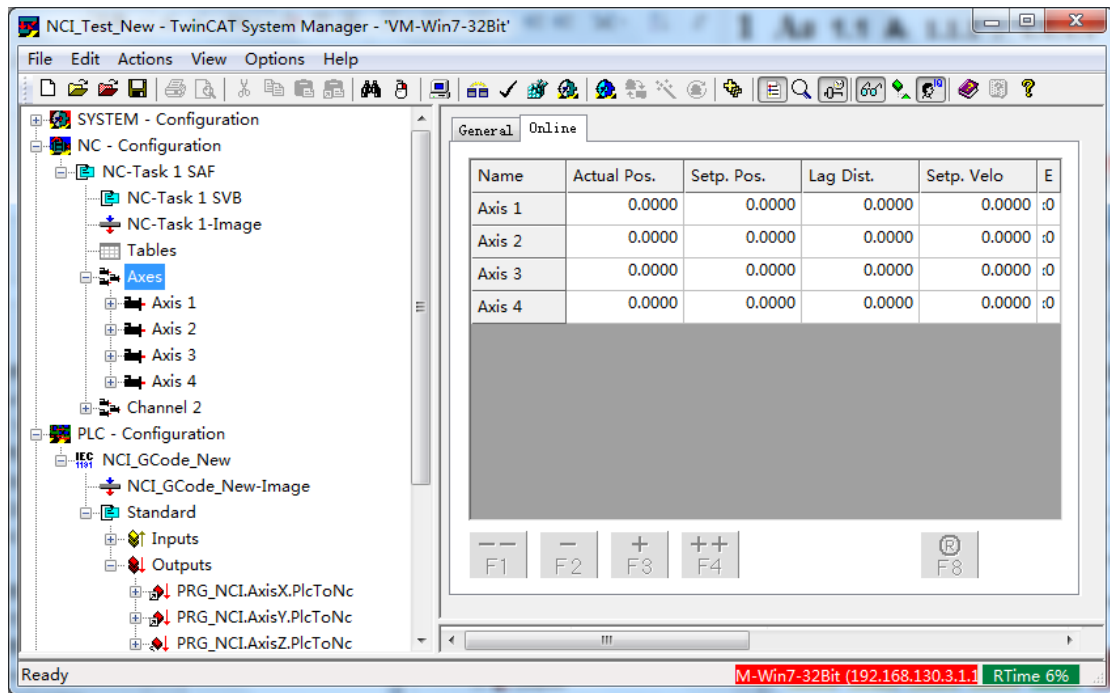 NCI_Test_New - TwinCAT System Manager - 'VM-Win7-32Bit'
File Edit Actions View Options Help
SYSTEM - Configuration
NC - Configuration
NC-Task 1 SAF
NC-Task 1 SVB
NC-Task 1-Image
Tables
Axes
Axis 1
Axis 2
Axis 3
Axis 4
Channel 2
PLC - Configuration
IEC 1131 NCI_GCode_New
NCI_GCode_New-Image
Standard
Inputs
Outputs
PRG_NCI.AxisX.PlcToNc
PRG_NCI.AxisY.PlcToNc
PRG_NCI.AxisZ.PlcToNc
General Online
Name Actual Pos. Setp. Pos. Lag Dist. Setp. Velo E
Axis 1 0.0000 0.0000 0.0000 0.0000 :0
Axis 2 0.0000 0.0000 0.0000 0.0000 :0
Axis 3 0.0000 0.0000 0.0000 0.0000 :0
Axis 4 0.0000 0.0000 0.0000 0.0000 :0
-- - + ++ ®
F1 F2 F3 F4 F8
Ready M-Win7-32Bit (192.168.130.3.1.1 RTime 6%